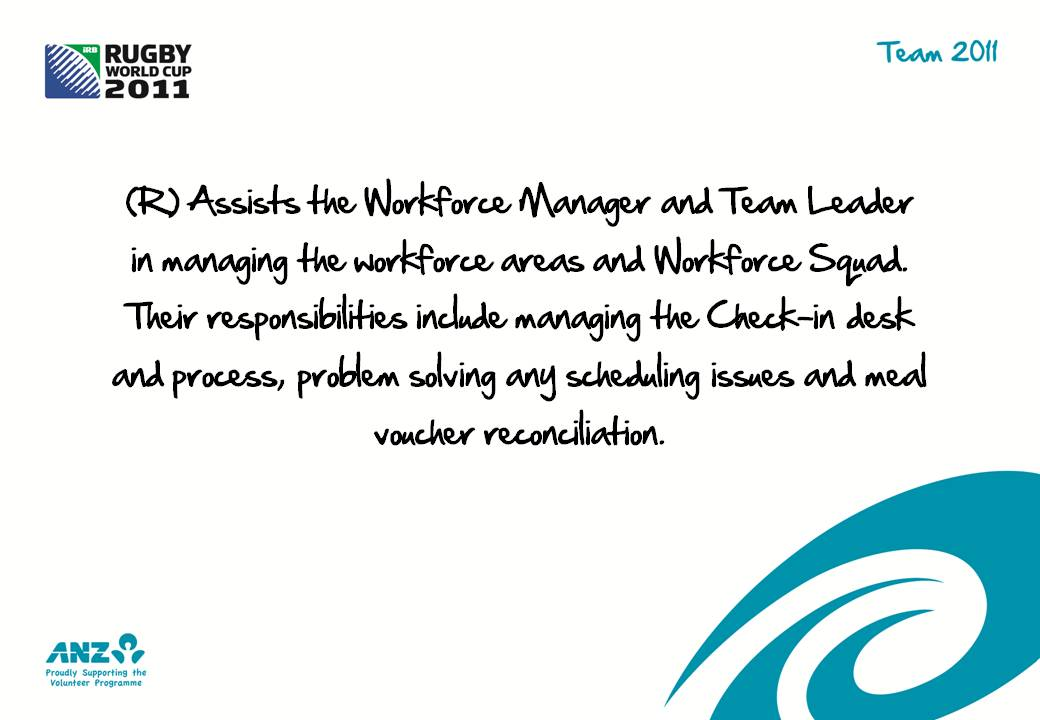 iRB
RUGBY
WORLD CUP
2011
Team 2011
(R) Assists the Workforce Manager and Team Leader
in managing the workforce areas and Workforce Squad.
Their responsibilities include managing the Check-in desk
and process, problem solving any scheduling issues and meal
voucher reconciliation.
ANZ
Proudly Supporting the
Volunteer Programme